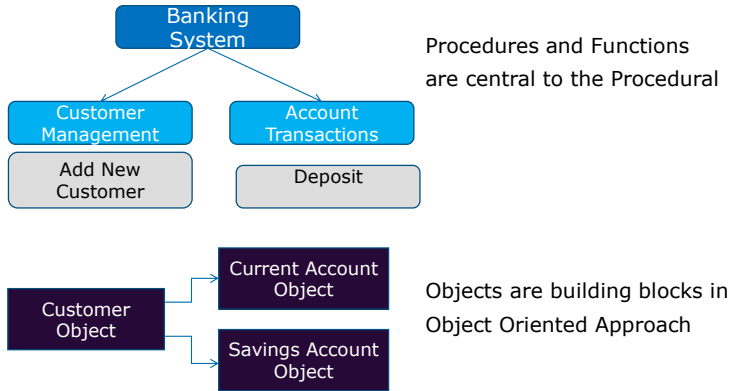 Banking
System
Procedures and Functions
are central to the Procedural
Customer
Management
Account
Transactions
Add New
Customer
Deposit
Current Account
Object
Customer
Object
Savings Account
Object
Objects are building blocks in
Object Oriented Approach